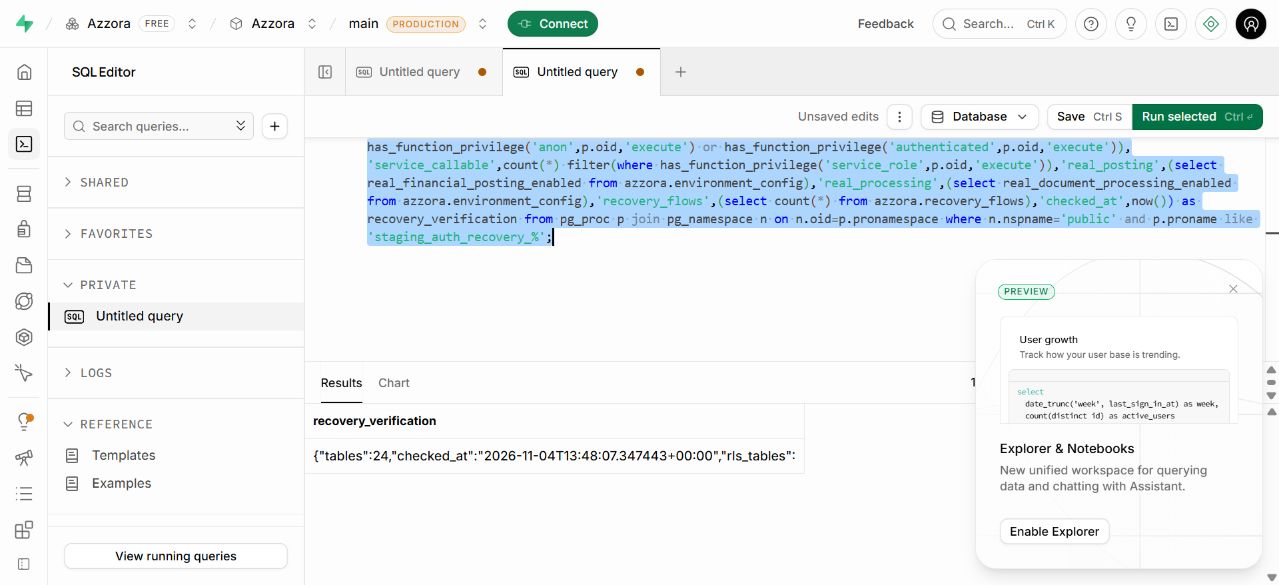 Azzora FREE / Azzora / main PRODUCTION Connect Feedback Search... Ctrl K
SQL Editor
SQL Untitled query
SQL Untitled query
Search queries...
Unsaved edits Database Save Ctrl S Run selected Ctrl ↵
SHARED
FAVORITES
PRIVATE
SQL Untitled query
LOGS
REFERENCE
Templates
Examples
View running queries
has_function_privilege('anon',p.oid,'execute') or has_function_privilege('authenticated',p.oid,'execute')),
'service_callable',count(*) filter(where has_function_privilege('service_role',p.oid,'execute')),'real_posting',(select
real_financial_posting_enabled from azzora.environment_config),'real_processing',(select real_document_processing_enabled
from azzora.environment_config),'recovery_flows',(select count(*) from azzora.recovery_flows),'checked_at',now()) as
recovery_verification from pg_proc p join pg_namespace n on n.oid=p.pronamespace where n.nspname='public' and p.proname like
'staging_auth_recovery_%';
Results Chart 1
recovery_verification
{"tables":24,"checked_at":"2026-11-04T13:48:07.347443+00:00","rls_tables":
PREVIEW
User growth
Track how your user base is trending.
select
date_trunc('week', last_sign_in_at) as week,
count(distinct id) as active_users
Explorer & Notebooks
New unified workspace for querying
data and chatting with Assistant.
Enable Explorer